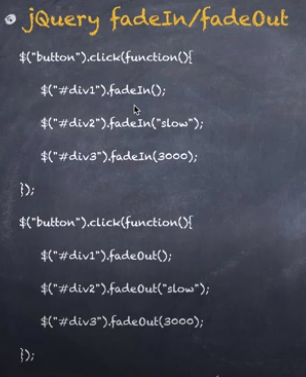 jQuery fadeIn/fadeOut
$("button").click(function(){
$("#div1").fadeIn();
$("#div2").fadeIn("slow");
$("#div3").fadeIn(3000);
});
$("button").click(function(){
$("#div1").fadeOut();
$("#div2").fadeOut("slow");
$("#div3").fadeOut(3000);
});